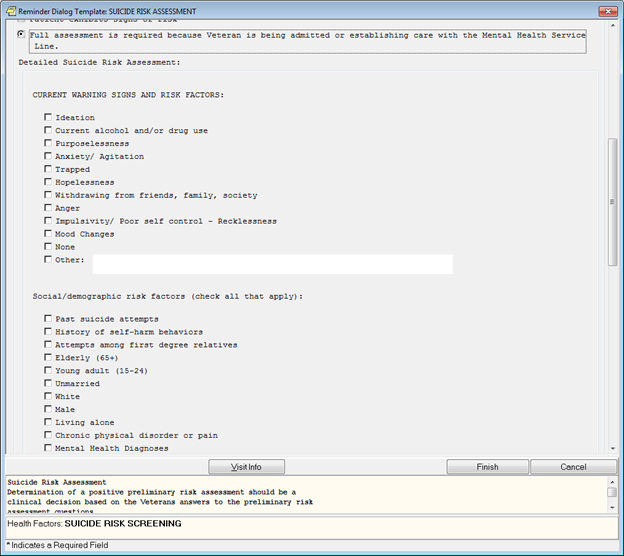 Reminder Dialog Template: SUICIDE RISK ASSESSMENT
Patient exhibits signs of risk
Full assessment is required because Veteran is being admitted or establishing care with the Mental Health Service
Line.
Detailed Suicide Risk Assessment:
CURRENT WARNING SIGNS AND RISK FACTORS:
Ideation
Current alcohol and/or drug use
Purposelessness
Anxiety/ Agitation
Trapped
Hopelessness
Withdrawing from friends, family, society
Anger
Impulsivity/ Poor self control - Recklessness
Mood Changes
None
Other:
Social/demographic risk factors (check all that apply):
Past suicide attempts
History of self-harm behaviors
Attempts among first degree relatives
Elderly (65+)
Young adult (15-24)
Unmarried
White
Male
Living alone
Chronic physical disorder or pain
Mental Health Diagnoses
Visit Info Finish Cancel
Suicide Risk Assessment
Determination of a positive preliminary risk assessment should be a
clinical decision based on the Veterans answers to the preliminary risk
assessment questions
Health Factors: SUICIDE RISK SCREENING
* Indicates a Required Field